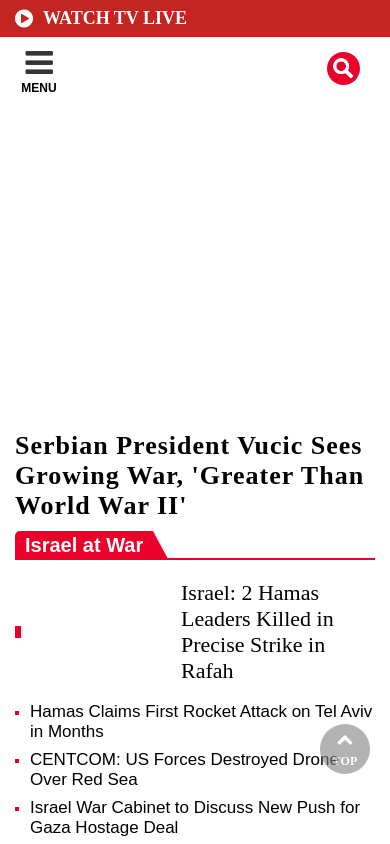 WATCH TV LIVE
MENU
Serbian President Vucic Sees
Growing War, 'Greater Than
World War II'
Israel at War
Israel: 2 Hamas
Leaders Killed in
Precise Strike in
Rafah
Hamas Claims First Rocket Attack on Tel Aviv
in Months
CENTCOM: US Forces Destroyed Drone
Over Red Sea
TOP
Israel War Cabinet to Discuss New Push for
Gaza Hostage Deal